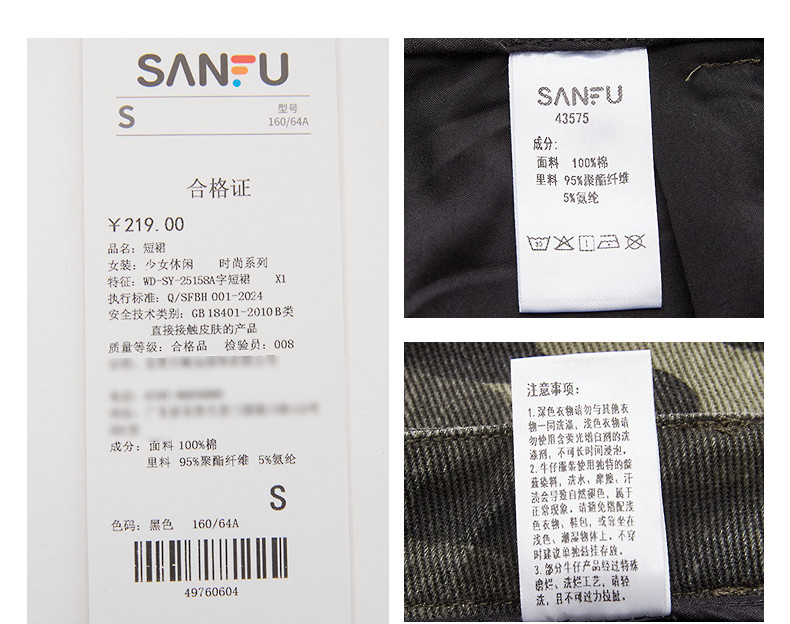 SANFU
S
型号
160/64A
合格证
￥219.00
品名: 短裙
女装: 少女休闲 时尚系列
特征: WD-SY-25158A字短裙 X1
执行标准: Q/SFBH 001-2024
安全技术类别: GB 18401-2010 B类
直接接触皮肤的产品
质量等级: 合格品 检验员: 008
成分: 面料 100%棉
里料 95%聚酯纤维 5%氨纶
S
色码: 黑色 160/64A
49760604
SANFU
43575
成分:
面料 100%棉
里料 95%聚酯纤维
5%氨纶
注意事项:
1.深色衣物请勿与其他衣
物一同洗涤, 浅色衣物请
勿使用含荧光增白剂的洗
涤剂, 不可长时间浸泡。
2.牛仔服装使用独特的靛
蓝染料, 洗水、摩擦、汗
渍会导致自然褪色, 属于
正常现象。请避免搭配浅
色衣物、鞋包, 或靠坐在
浅色、潮湿物体上。不穿
时建议单独悬挂存放。
3.部分牛仔产品经过特殊
磨烂、洗烂工艺, 请轻
洗, 且不可过力拉扯。